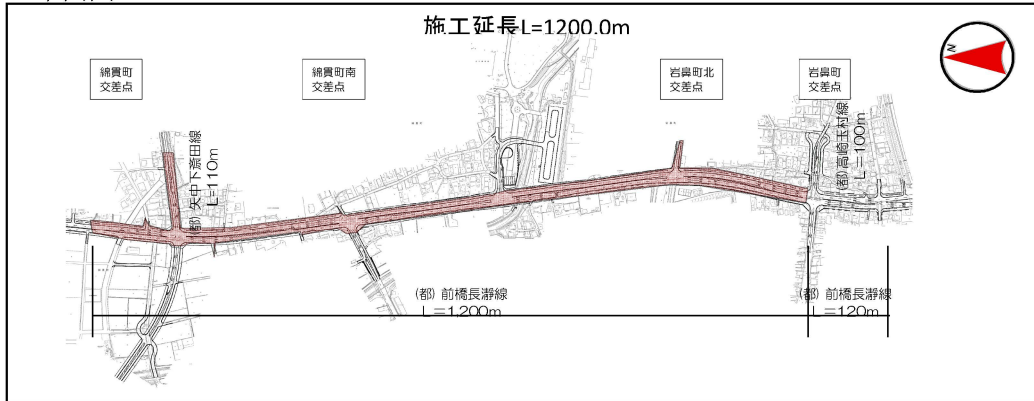 施工延長L=1200.0m
N
綿貫町
交差点
綿貫町南
交差点
岩鼻町北
交差点
岩鼻町
交差点
(都) 矢中下滝田線
L=110m
(都) 高崎玉村線
L=100m
(都) 前橋長瀞線
L=1,200m
(都) 前橋長瀞線
L=120m